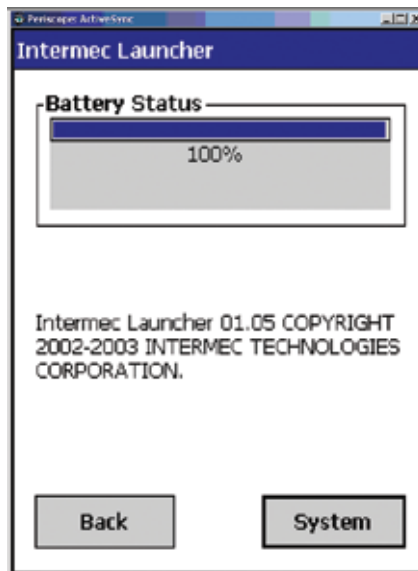 Periscope: ActiveSync
Intermec Launcher
Battery Status
100%
Intermec Launcher 01.05 COPYRIGHT
2002-2003 INTERMEC TECHNOLOGIES
CORPORATION.
Back
System